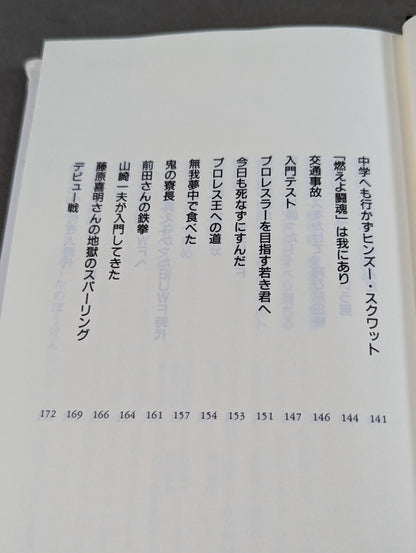 中学へも行かずヒンズー・スクワット 141
「燃えよ闘魂」は我にあり 144
交通事故 146
入門テスト 147
プロレスラーを目指す若き君へ 151
今日も死なずにすんだ 153
プロレス王への道 154
無我夢中で食べた 157
鬼の寮長 161
前田さんの鉄拳 164
山崎一夫が入門してきた 166
藤原喜明さんの地獄のスパーリング 169
デビュー戦 172